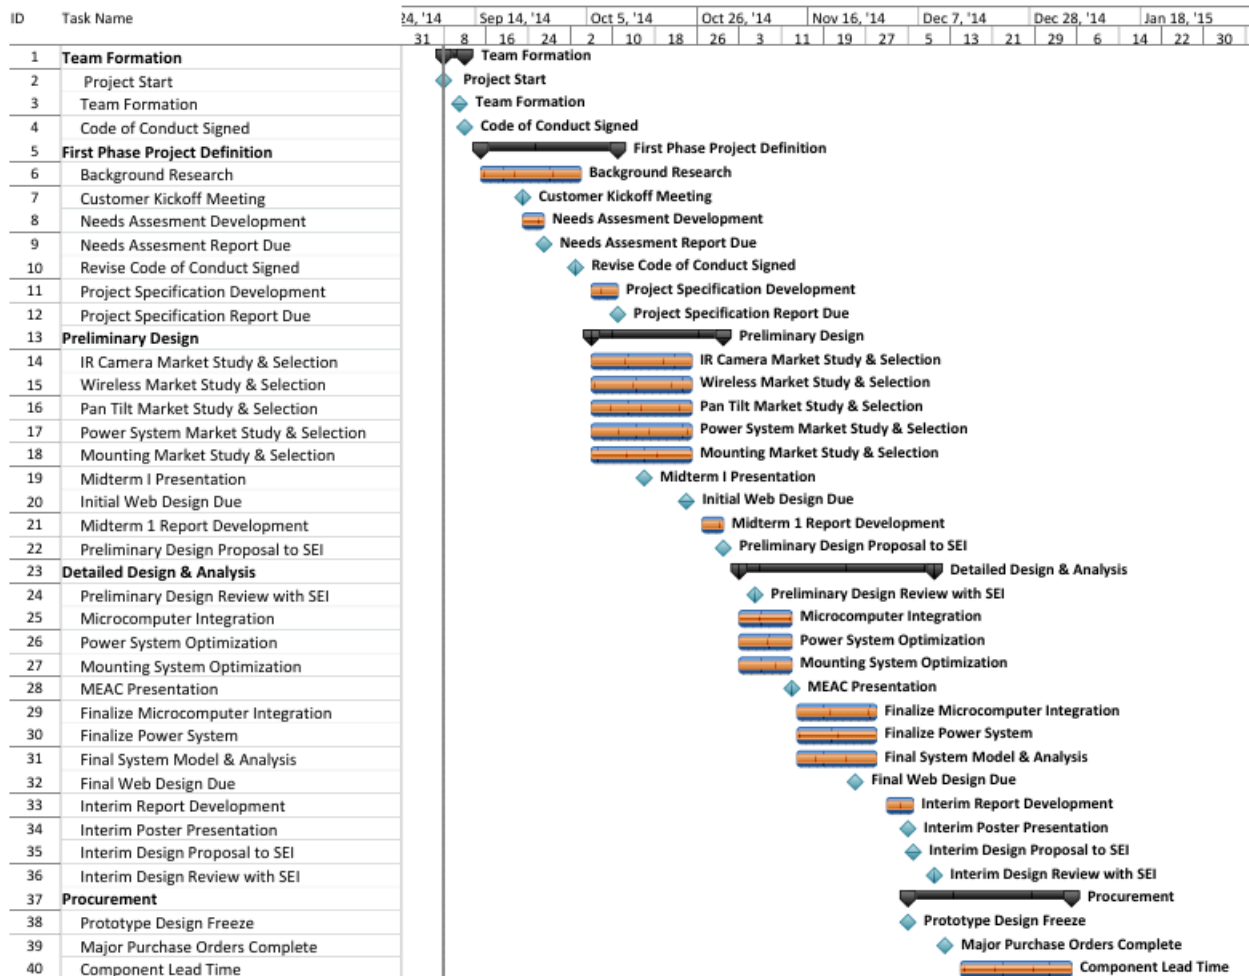 ID Task Name 24, '14 Sep 14, '14 Oct 5, '14 Oct 26, '14 Nov 16, '14 Dec 7, '14 Dec 28, '14 Jan 18, '15
31 8 16 24 2 10 18 26 3 11 19 27 5 13 21 29 6 14 22 30
1 Team Formation Team Formation
2 Project Start Project Start
3 Team Formation Team Formation
4 Code of Conduct Signed Code of Conduct Signed
5 First Phase Project Definition First Phase Project Definition
6 Background Research Background Research
7 Customer Kickoff Meeting Customer Kickoff Meeting
8 Needs Assesment Development Needs Assesment Development
9 Needs Assesment Report Due Needs Assesment Report Due
10 Revise Code of Conduct Signed Revise Code of Conduct Signed
11 Project Specification Development Project Specification Development
12 Project Specification Report Due Project Specification Report Due
13 Preliminary Design Preliminary Design
14 IR Camera Market Study & Selection IR Camera Market Study & Selection
15 Wireless Market Study & Selection Wireless Market Study & Selection
16 Pan Tilt Market Study & Selection Pan Tilt Market Study & Selection
17 Power System Market Study & Selection Power System Market Study & Selection
18 Mounting Market Study & Selection Mounting Market Study & Selection
19 Midterm I Presentation Midterm I Presentation
20 Initial Web Design Due Initial Web Design Due
21 Midterm 1 Report Development Midterm 1 Report Development
22 Preliminary Design Proposal to SEI Preliminary Design Proposal to SEI
23 Detailed Design & Analysis Detailed Design & Analysis
24 Preliminary Design Review with SEI Preliminary Design Review with SEI
25 Microcomputer Integration Microcomputer Integration
26 Power System Optimization Power System Optimization
27 Mounting System Optimization Mounting System Optimization
28 MEAC Presentation MEAC Presentation
29 Finalize Microcomputer Integration Finalize Microcomputer Integration
30 Finalize Power System Finalize Power System
31 Final System Model & Analysis Final System Model & Analysis
32 Final Web Design Due Final Web Design Due
33 Interim Report Development Interim Report Development
34 Interim Poster Presentation Interim Poster Presentation
35 Interim Design Proposal to SEI Interim Design Proposal to SEI
36 Interim Design Review with SEI Interim Design Review with SEI
37 Procurement Procurement
38 Prototype Design Freeze Prototype Design Freeze
39 Major Purchase Orders Complete Major Purchase Orders Complete
40 Component Lead Time Component Lead Time